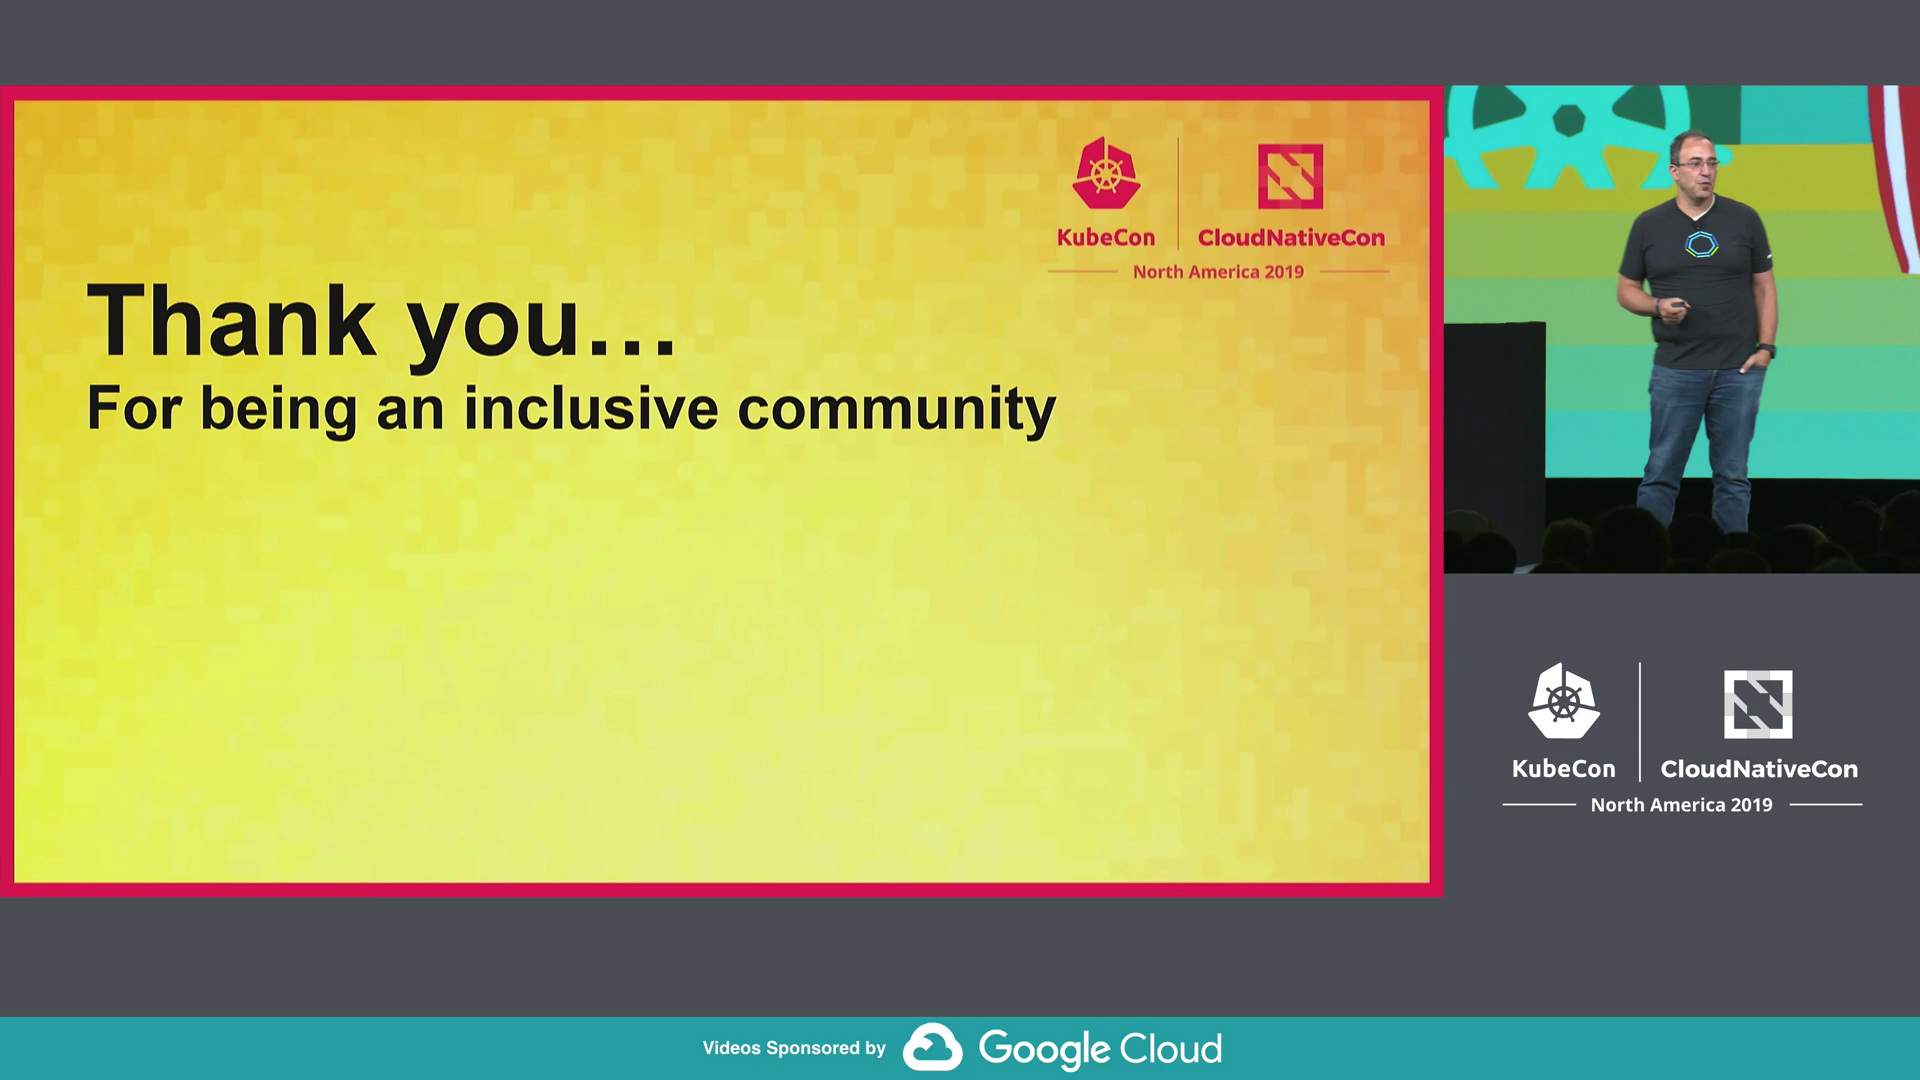 KubeCon
CloudNativeCon
North America 2019
Thank you...
For being an inclusive community
KubeCon
CloudNativeCon
North America 2019
Videos Sponsored by
Google Cloud